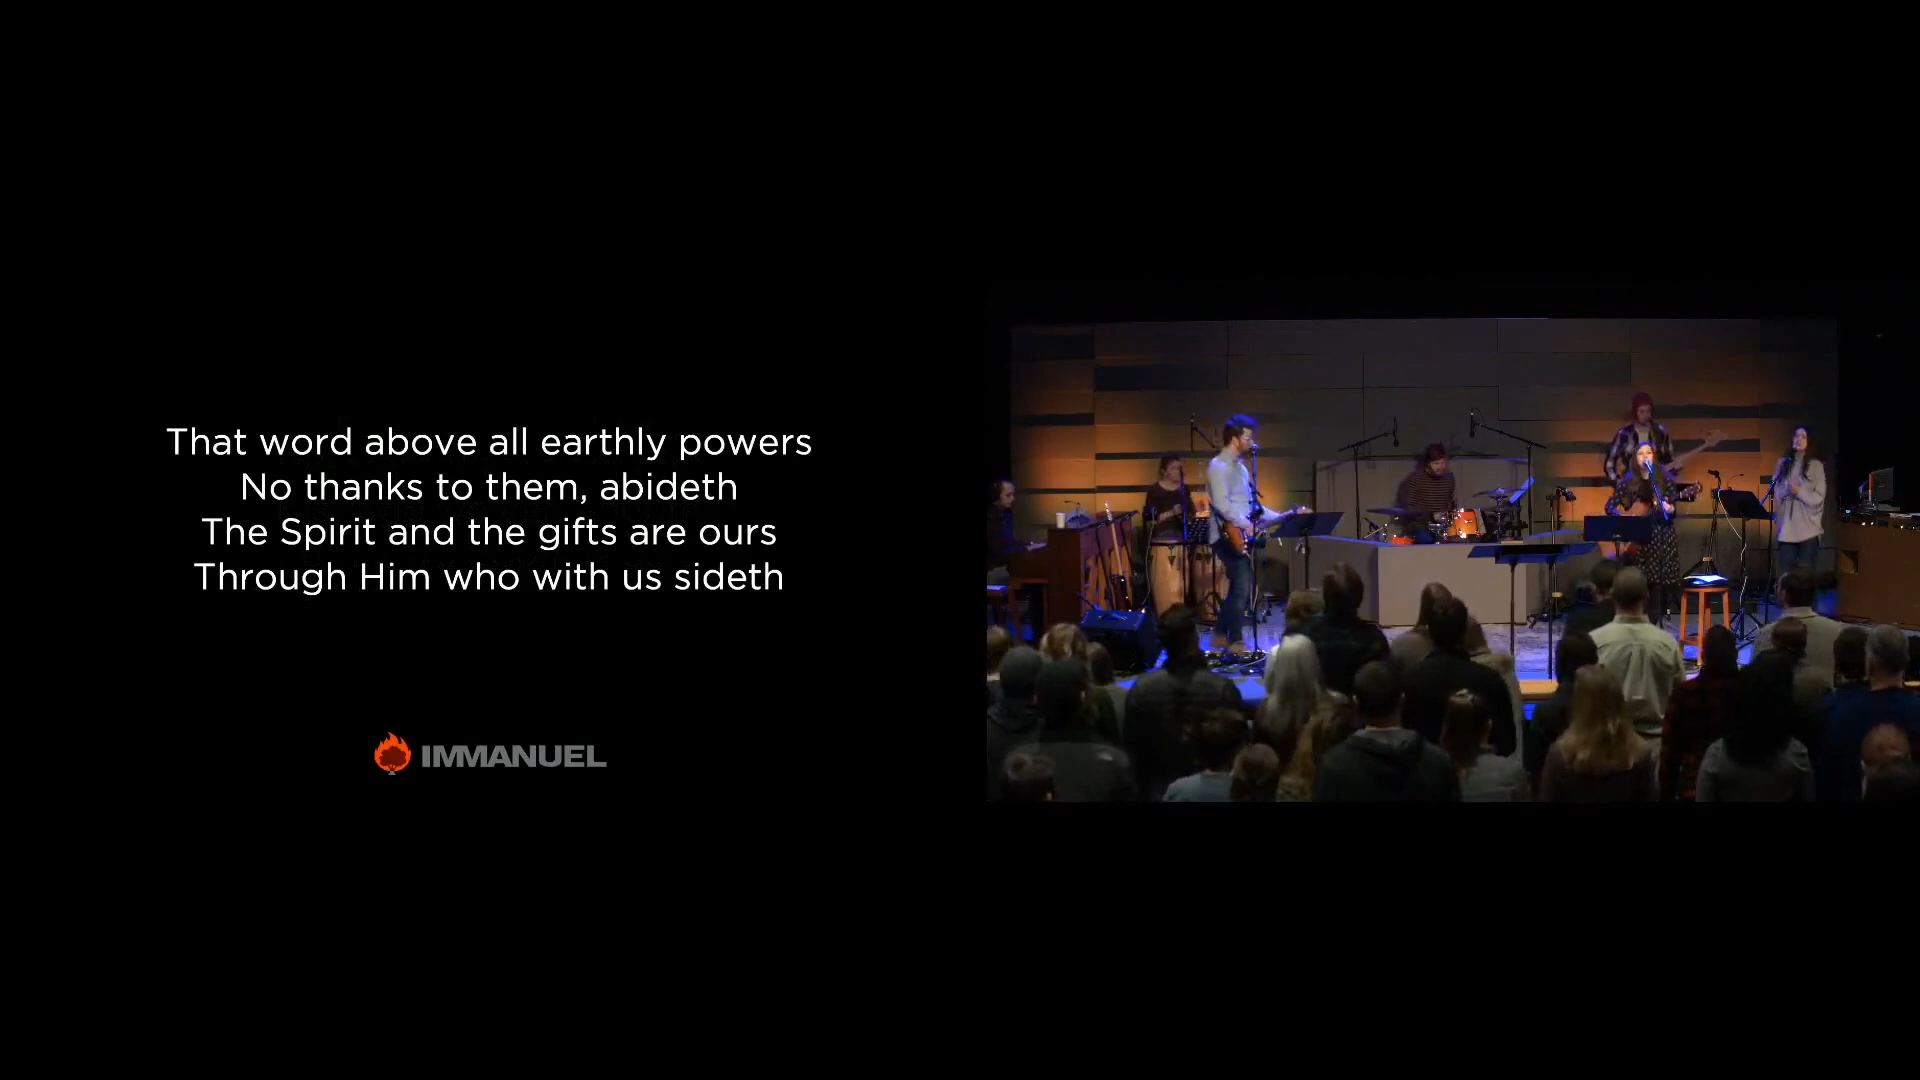 That word above all earthly powers
No thanks to them, abideth
The Spirit and the gifts are ours
Through Him who with us sideth
IMMANUEL